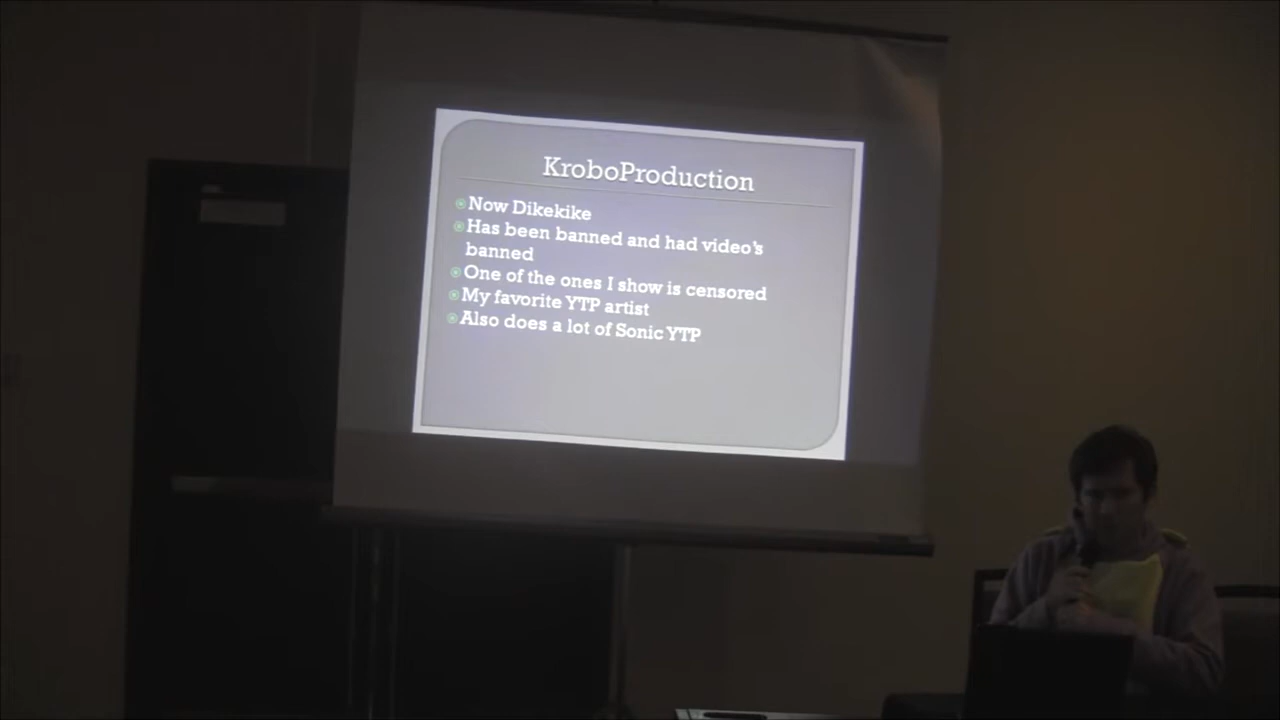 KroboProduction
Now Dikekike
Has been banned and had video's
banned
One of the ones I show is censored
My favorite YTP artist
Also does a lot of Sonic YTP